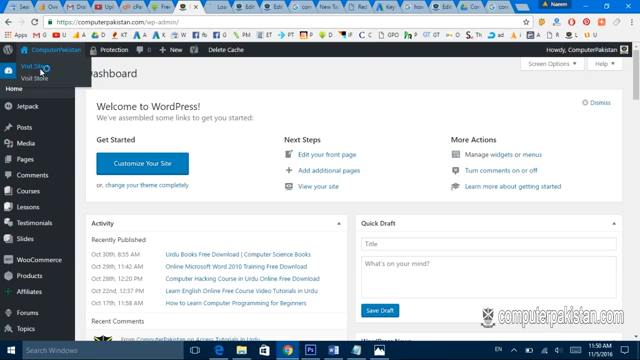 Naeem
https://computerpakistan.com/wp-admin/
Apps
ComputerPakistan
Protection
0
New
Delete Cache
Howdy, ComputerPakistan
Visit Site
Visit Store
Home
Jetpack
Posts
Media
Pages
Comments
Courses
Lessons
Testimonials
Slides
WooCommerce
Products
Affiliates
Forums
Topics
Dashboard
Screen Options
Help
Welcome to WordPress!
We've assembled some links to get you started:
Dismiss
Get Started
Customize Your Site
or, change your theme completely
Next Steps
Edit your front page
Add additional pages
View your site
More Actions
Manage widgets or menus
Turn comments on or off
Learn more about getting started
Activity
Recently Published
Oct 30th, 8:55 AM Urdu Books Free Download | Computer Science Books
Oct 29th, 11:42 AM Online Microsoft Word 2010 Training Free Download
Oct 28th, 12:20 PM Computer Hacking Course in Urdu Video Free Download
Oct 22nd, 12:37 PM Learn English Online Free Course Video Tutorials in Urdu
Oct 17th, 11:58 AM How to Learn Computer Programming for Beginners
Recent Comments
Quick Draft
Title
What's on your mind?
Save Draft
computerpakistan.com
Search Windows
ENG
11:50 AM
11/5/2016